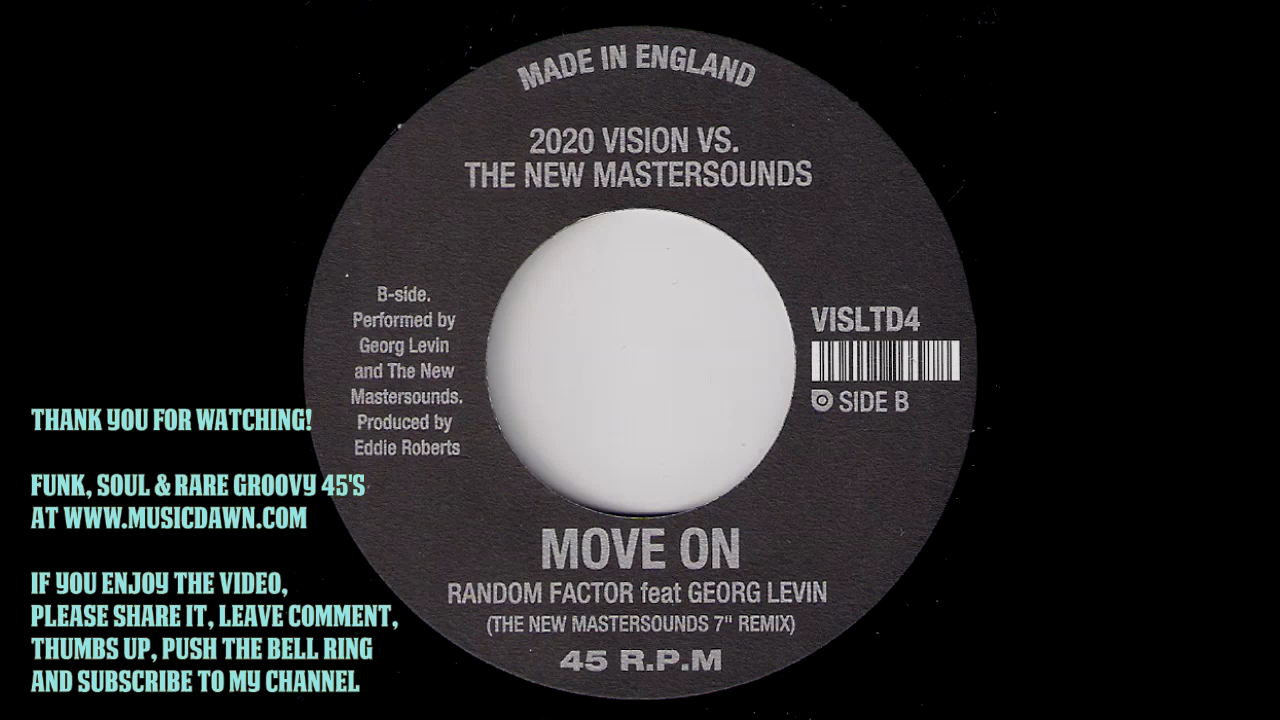 MADE IN ENGLAND
2020 VISION VS.
THE NEW MASTERSOUNDS
B-side.
Performed by
Georg Levin
and The New
Mastersounds.
Produced by
Eddie Roberts
VISLTD4
SIDE B
MOVE ON
RANDOM FACTOR feat GEORG LEVIN
(THE NEW MASTERSOUNDS 7" REMIX)
45 R.P.M
THANK YOU FOR WATCHING!
FUNK, SOUL & RARE GROOVY 45'S
AT WWW.MUSICDAWN.COM
IF YOU ENJOY THE VIDEO,
PLEASE SHARE IT, LEAVE COMMENT,
THUMBS UP, PUSH THE BELL RING
AND SUBSCRIBE TO MY CHANNEL